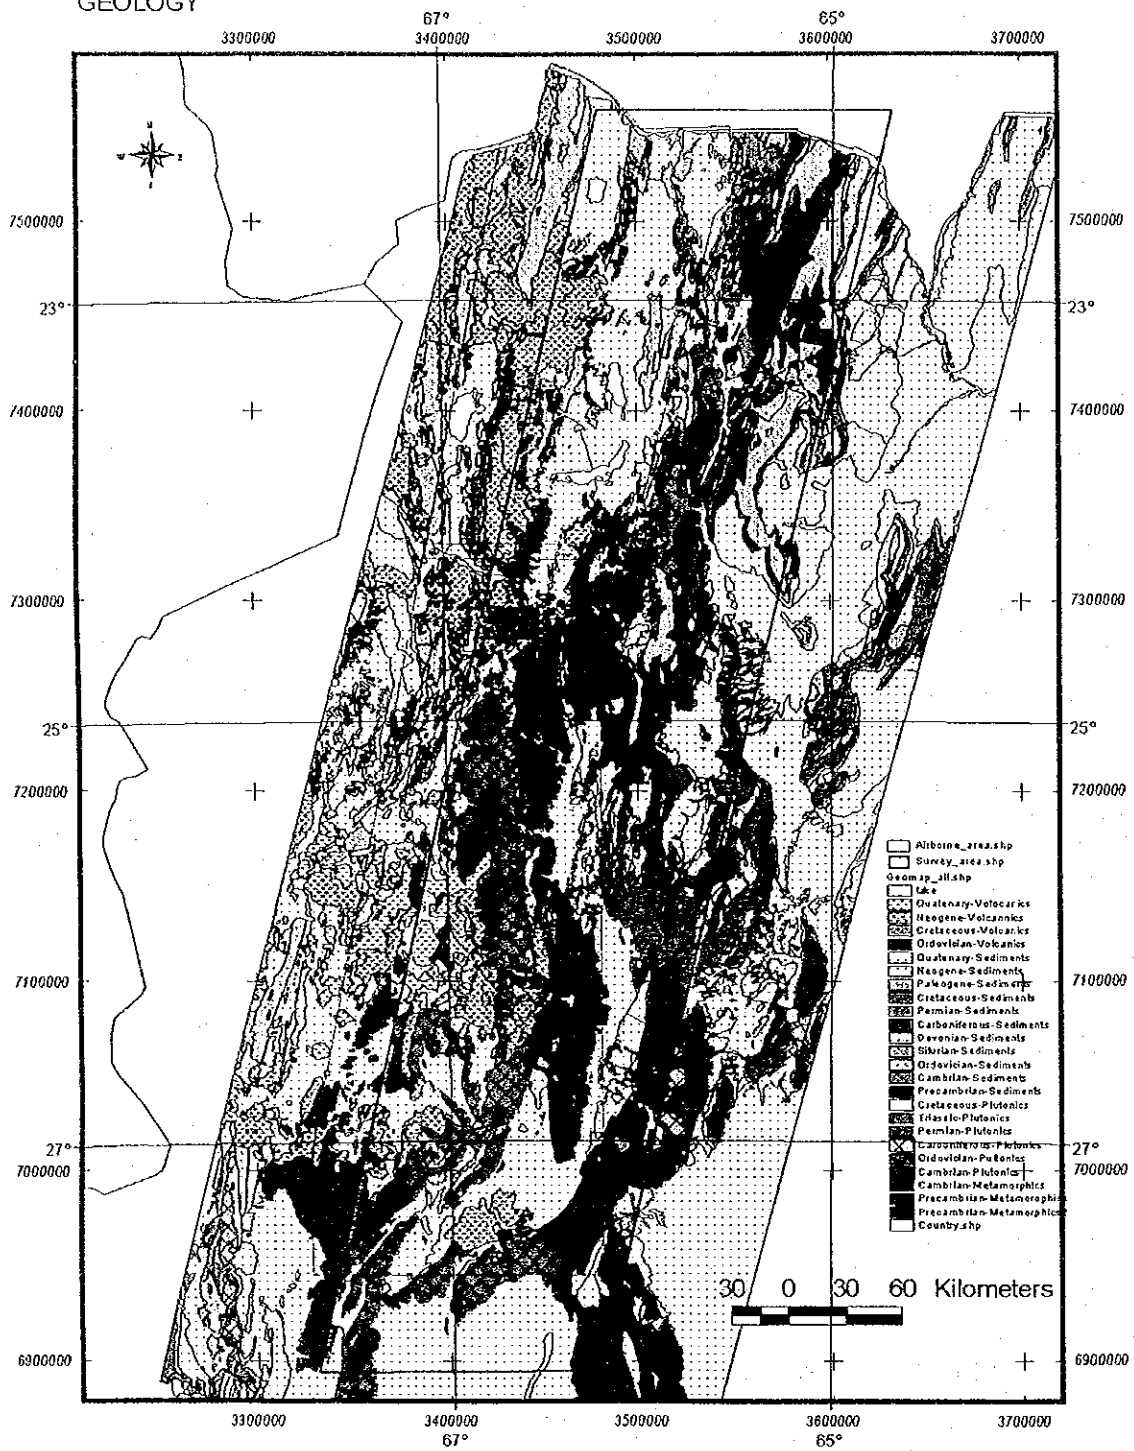 GEOLOGY
67° 65°
3300000 3400000 3500000 3600000 3700000
N
W E
S
7500000 7500000
23° 23°
7400000 7400000
7300000 7300000
25° 25°
7200000 7200000
Airborne_area.shp
Survey_area.shp
Geomap_all.shp
lake
Quaternary-Volocanics
Neogene-Volcannics
Cretaceous-Volcanics
Ordovician-Volcanics
Quatenary-Sediments
Neogene-Sediments
7100000 7100000
Paleogene-Sediments
Cretaceous-Sediments
Permian-Sediments
Carboniferous-Sediments
Devonian-Sediments
Silurian-Sediments
Ordovician-Sediments
Cambrian-Sediments
Precambrian-Sediments
Cretaceous-Plutonics
Triassic-Plutonics
Permian-Plutonics
27° Carboniferous-Plutonics 27°
Ordovician-Plutonics
7000000 Cambrian-Plutonics 7000000
Cambrian-Metamorphics
Precambrian-Metamorophics
Precambrian-Metamorphics
Country.shp
30 0 30 60 Kilometers
6900000 6900000
3300000 3400000 3500000 3600000 3700000
67° 65°